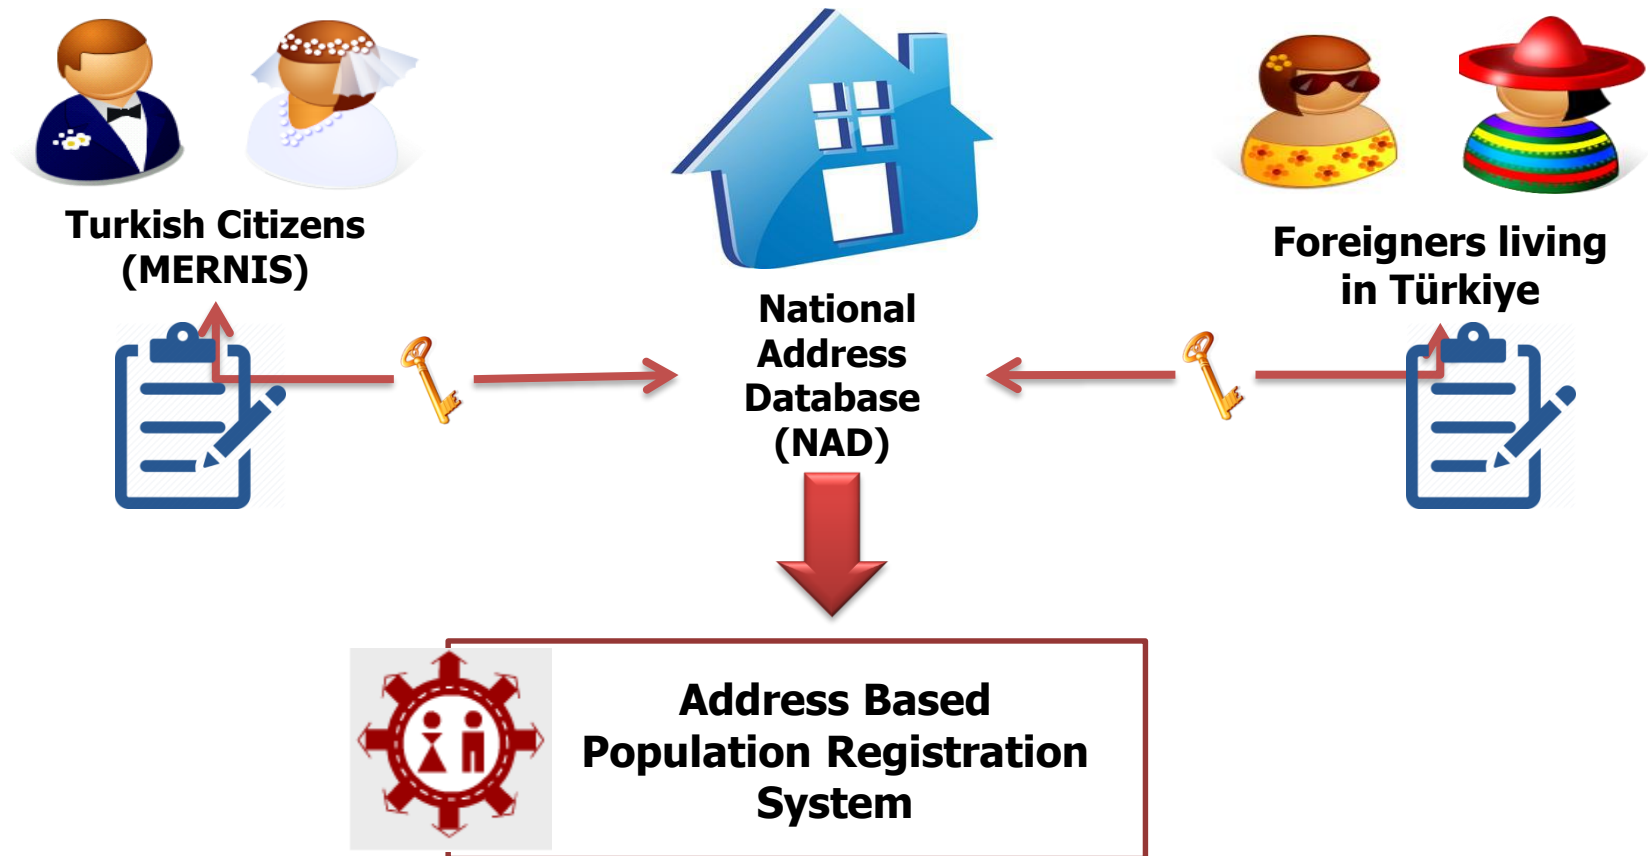 Turkish Citizens
(MERNIS)
National
Address
Database
(NAD)
Foreigners living
in Türkiye
Address Based
Population Registration
System